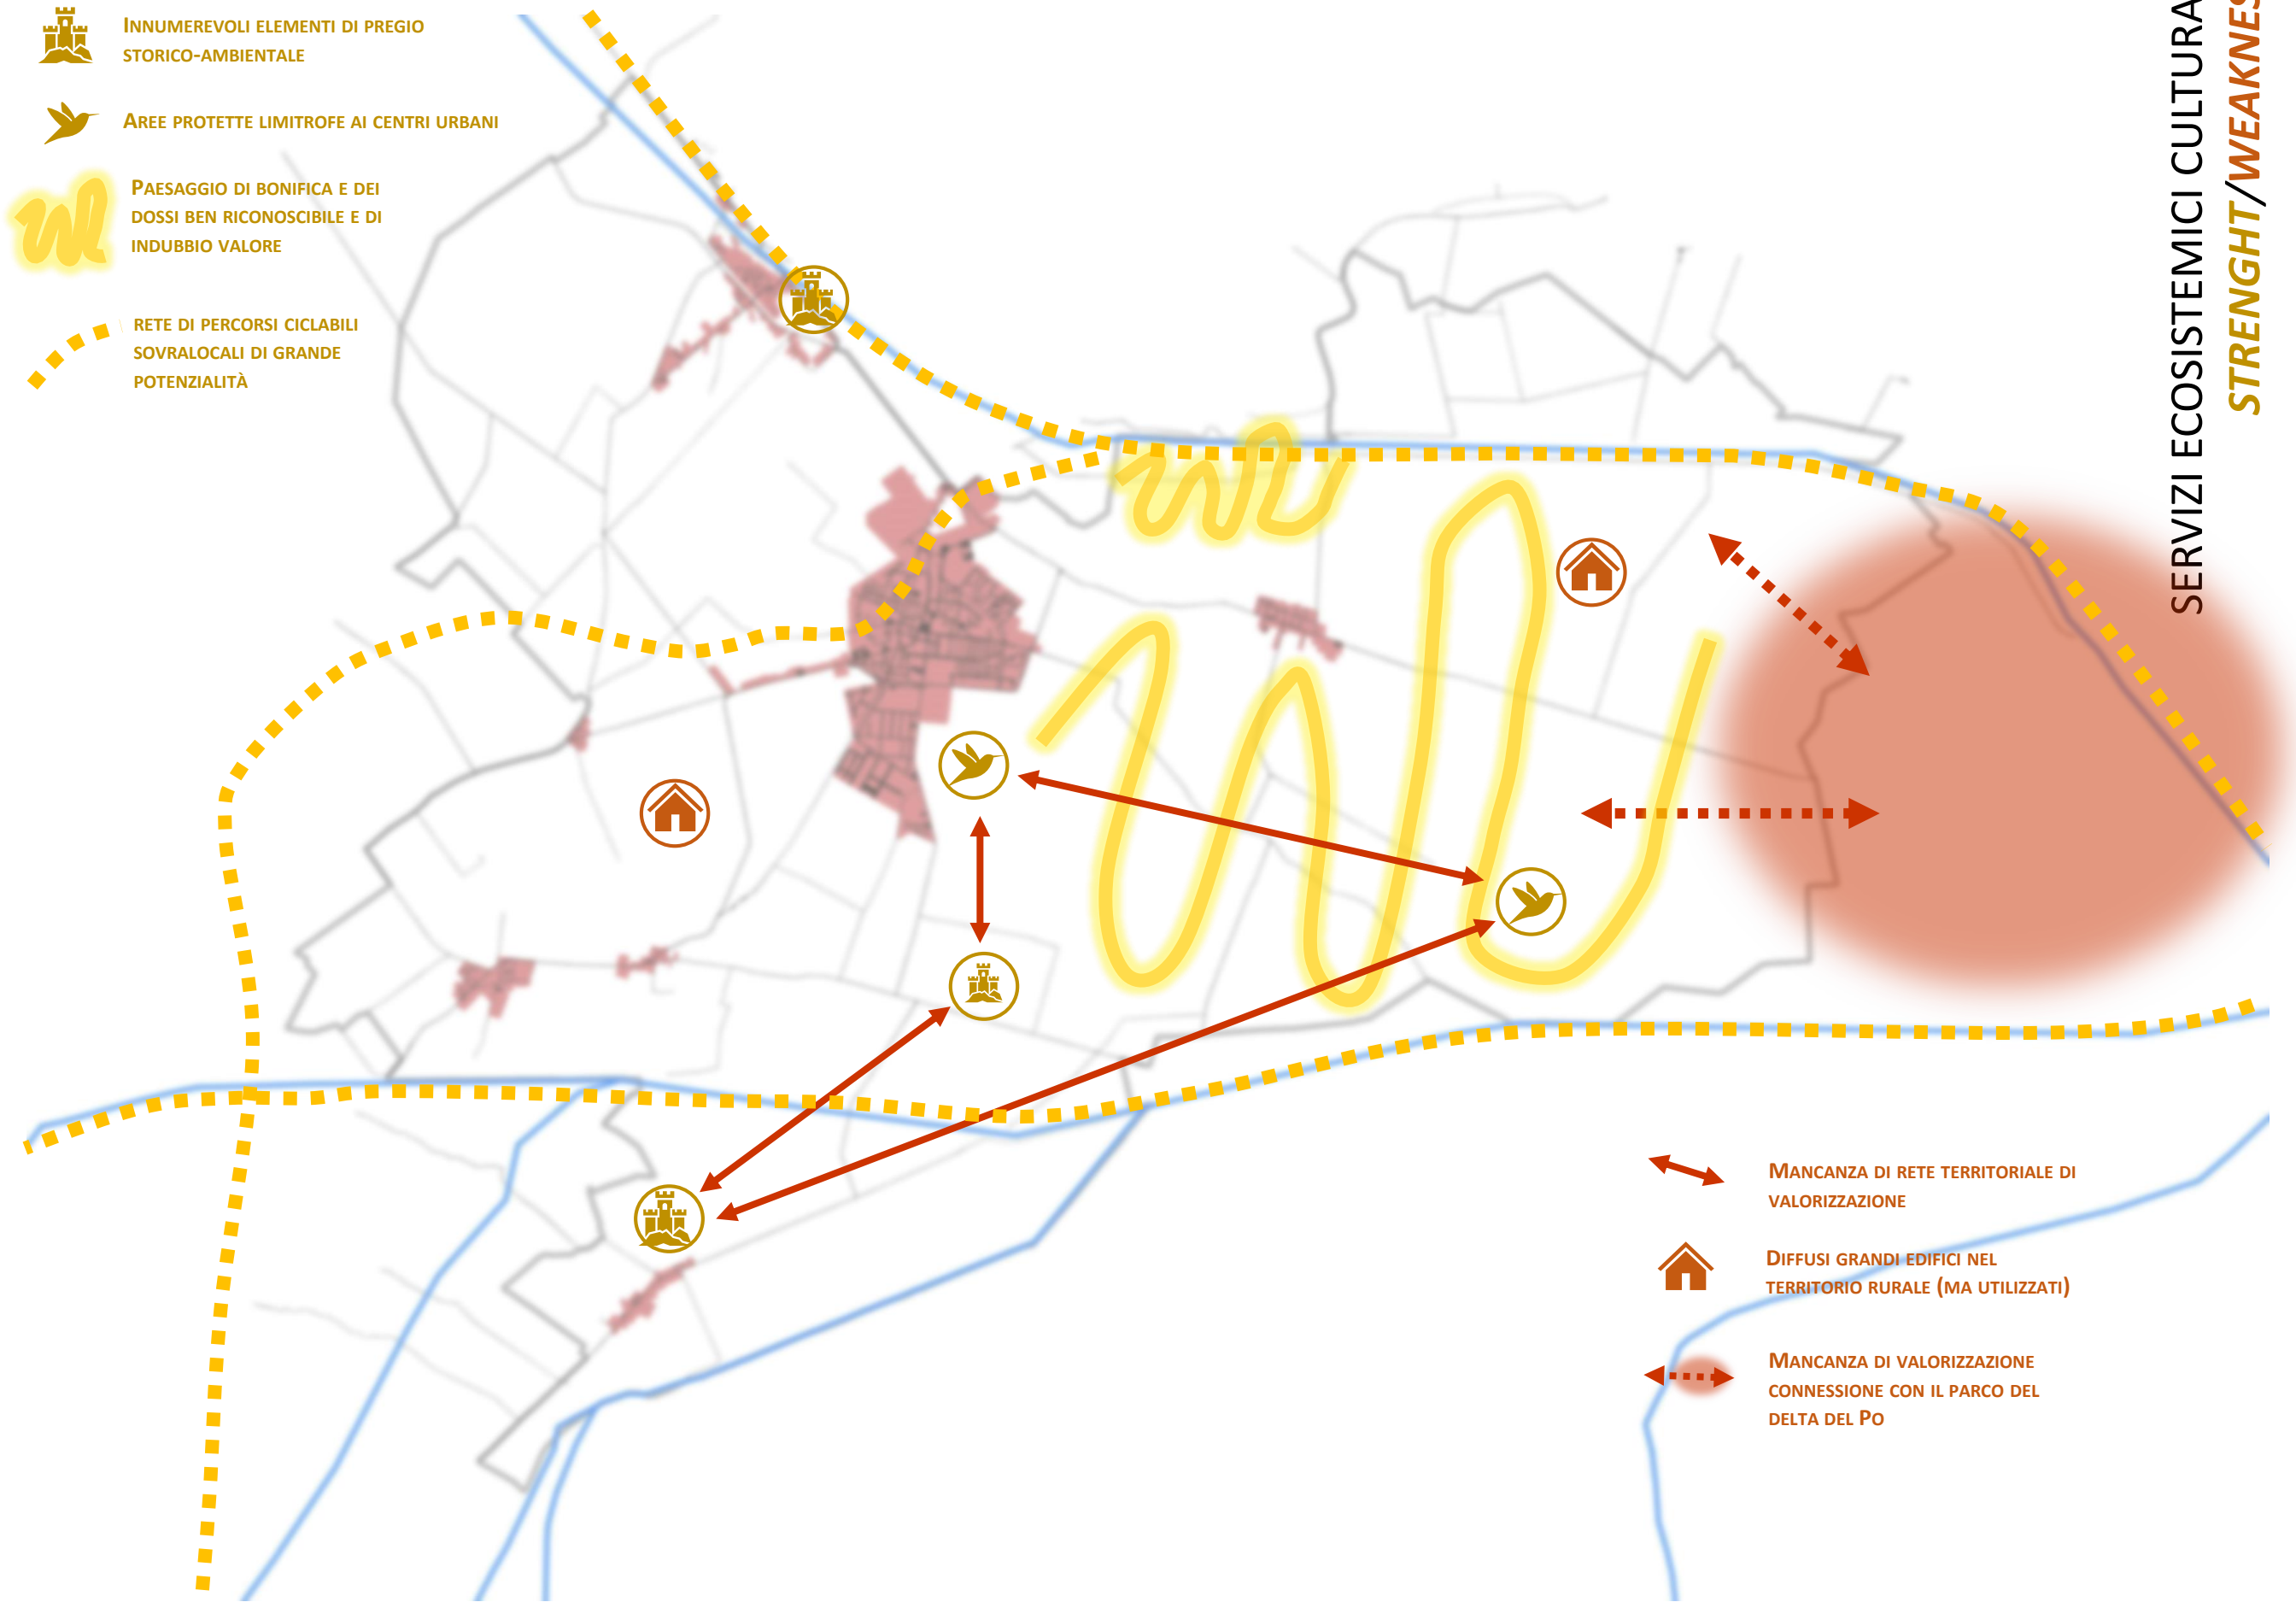 INNUMEREVOLI ELEMENTI DI PREGIO
STORICO-AMBIENTALE
AREE PROTETTE LIMITROFE AI CENTRI URBANI
PAESAGGIO DI BONIFICA E DEI
DOSSI BEN RICONOSCIBILE E DI
INDUBBIO VALORE
RETE DI PERCORSI CICLABILI
SOVRALOCALI DI GRANDE
POTENZIALITÀ
SERVIZI ECOSISTEMICI CULTURA
STRENGHT/WEAKNES
MANCANZA DI RETE TERRITORIALE DI
VALORIZZAZIONE
DIFFUSI GRANDI EDIFICI NEL
TERRITORIO RURALE (MA UTILIZZATI)
MANCANZA DI VALORIZZAZIONE
CONNESSIONE CON IL PARCO DEL
DELTA DEL PO